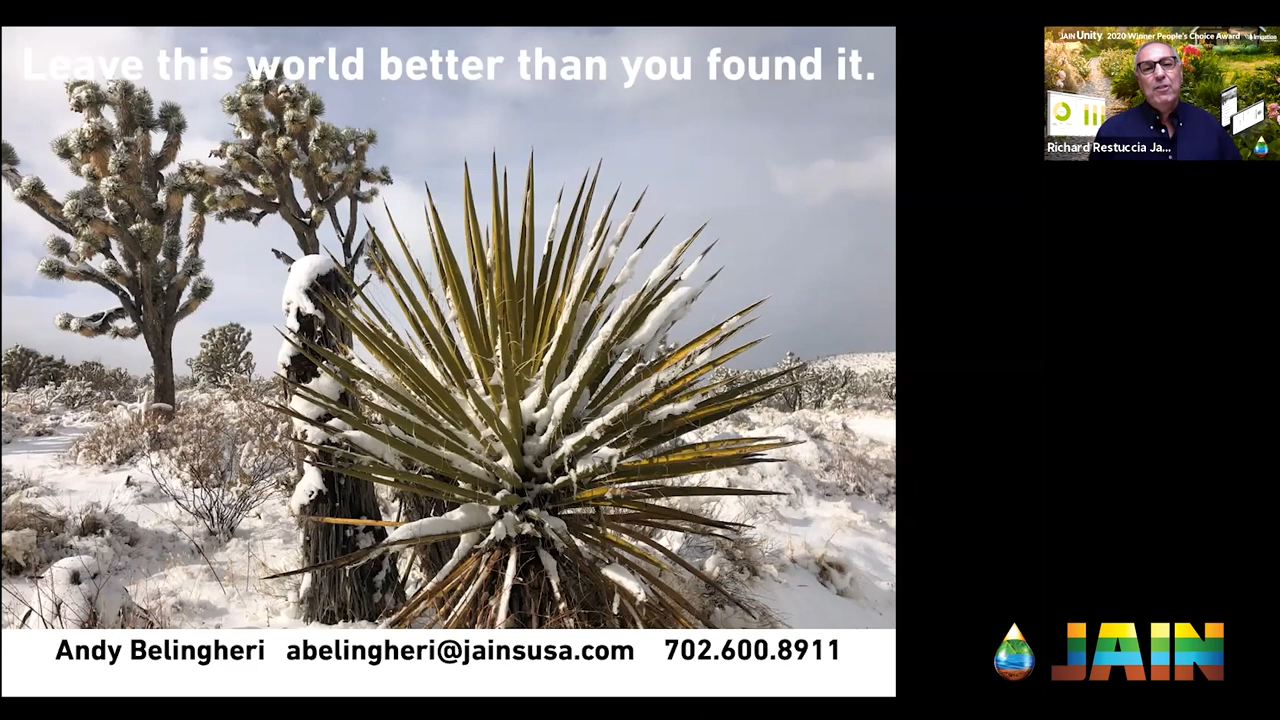 Leave this world better than you found it.
JAIN Unity. 2020 Winner People's Choice Award
Irrigation
Richard Restuccia Ja...
Andy Belingheri abelingheri@jainsusa.com 702.600.8911
JAIN